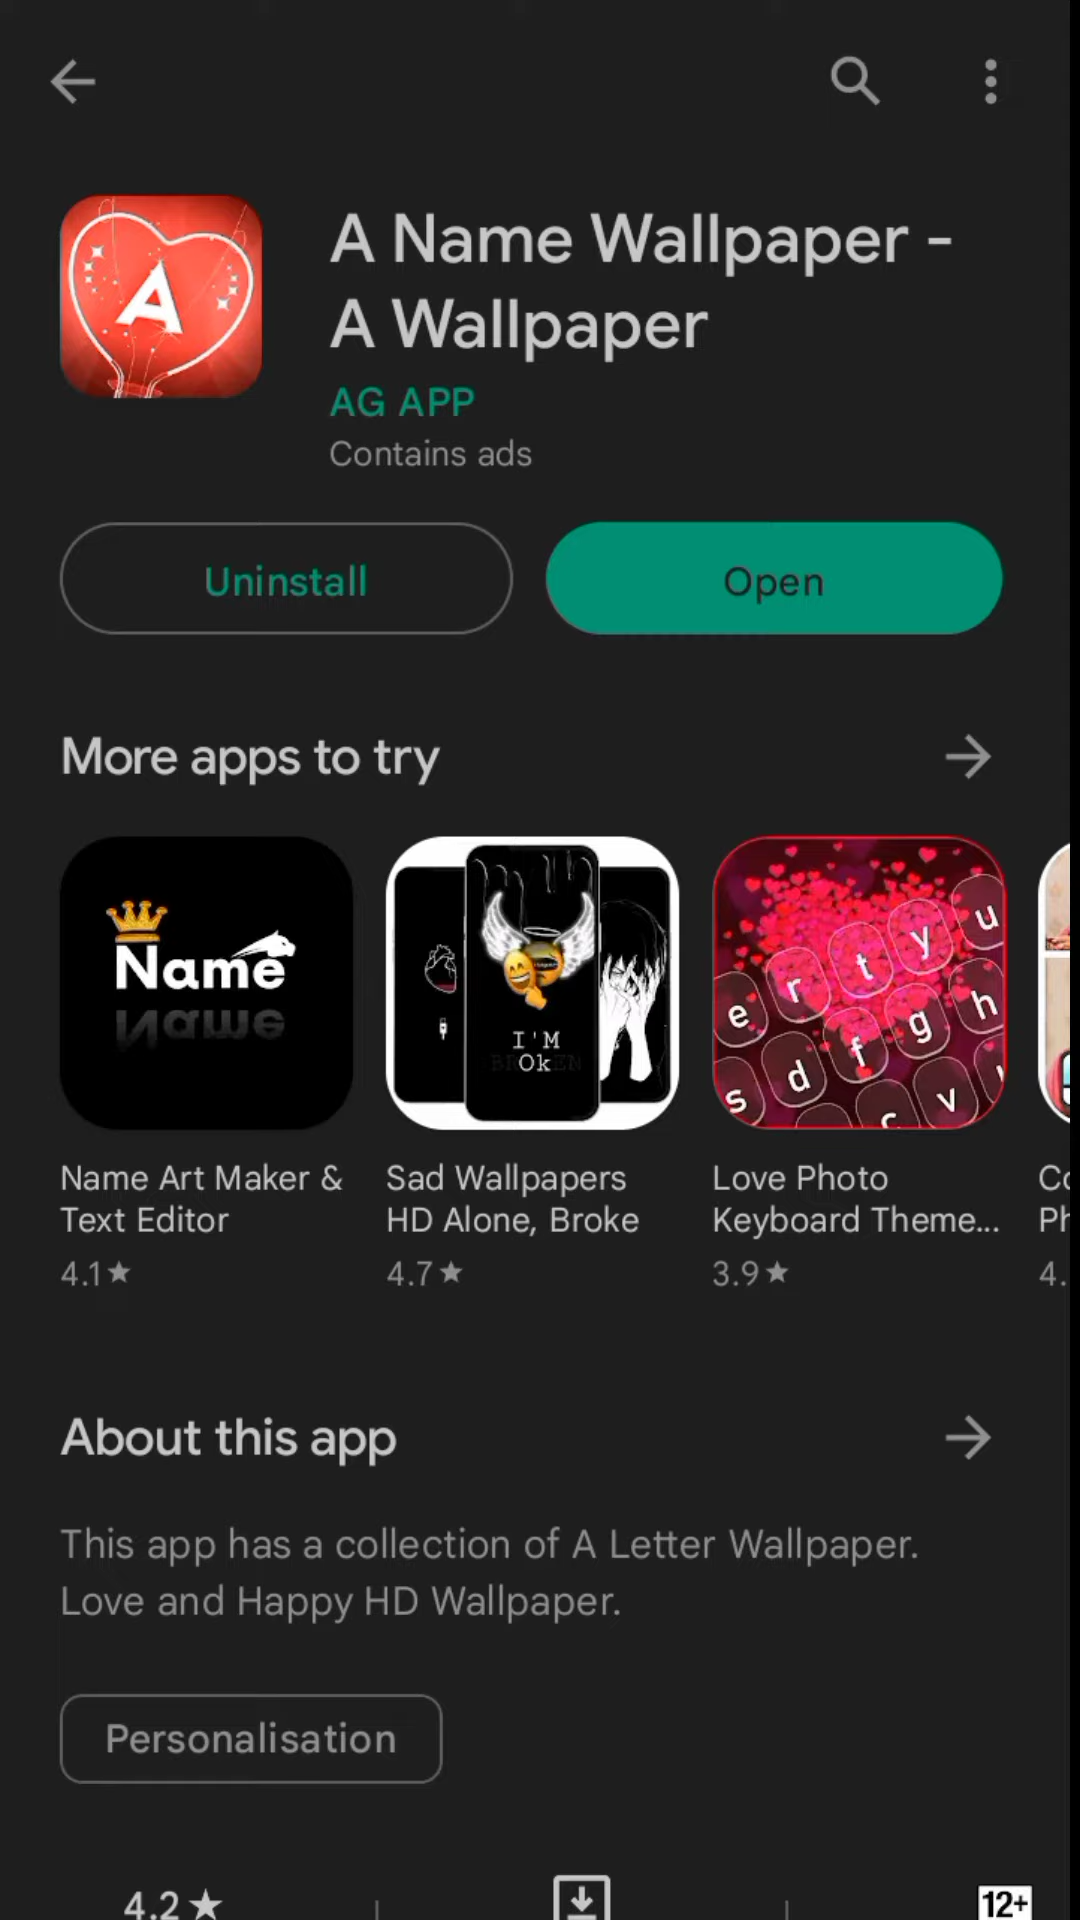 A Name Wallpaper -
A Wallpaper
AG APP
Contains ads
Uninstall
Open
More apps to try
Name
I'M
Ok
e r t y u
s d f g h
c v
Name Art Maker &
Text Editor
4.1★
Sad Wallpapers
HD Alone, Broke
4.7★
Love Photo
Keyboard Theme...
3.9★
4.
About this app
This app has a collection of A Letter Wallpaper.
Love and Happy HD Wallpaper.
Personalisation
4.2★
12+